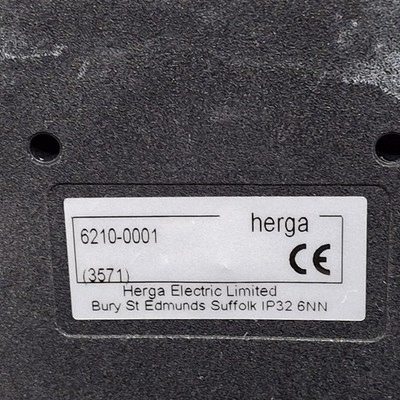 herga
6210-0001
CE
(3571)
Herga Electric Limited
Bury St Edmunds Suffolk IP32 6NN